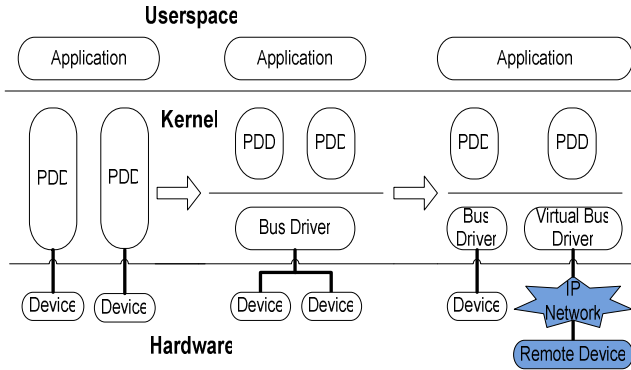 Userspace
Application
Application
Application
Kernel
PDD
PDD
PDD
PDD
PDD
PDD
Bus Driver
Bus
Driver
Virtual Bus
Driver
Device
Device
Device
Device
Device
IP
Network
Hardware
Remote Device